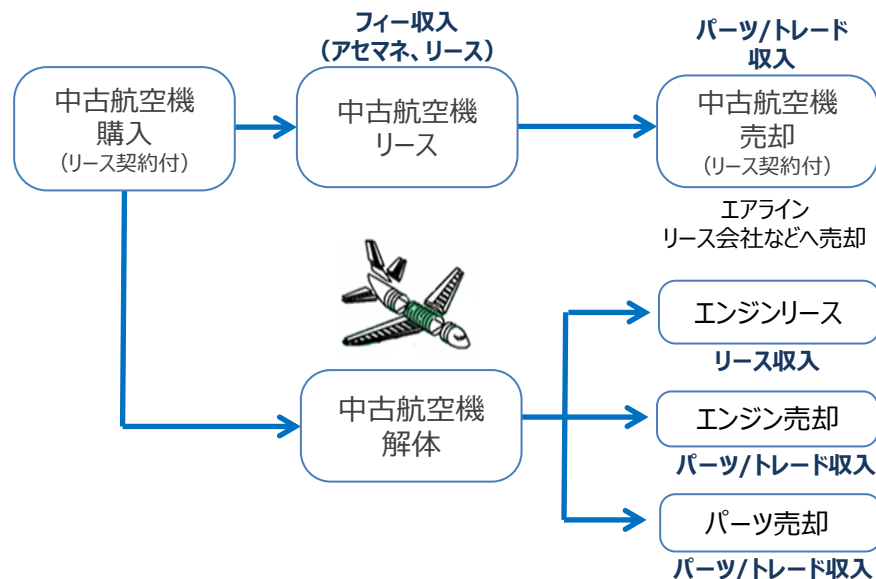 フィー収入
（アセマネ、リース）
パーツ/トレード
収入
中古航空機
購入
（リース契約付）
中古航空機
リース
中古航空機
売却
（リース契約付）
エアライン
リース会社などへ売却
エンジンリース
リース収入
中古航空機
解体
エンジン売却
パーツ/トレード収入
パーツ売却
パーツ/トレード収入